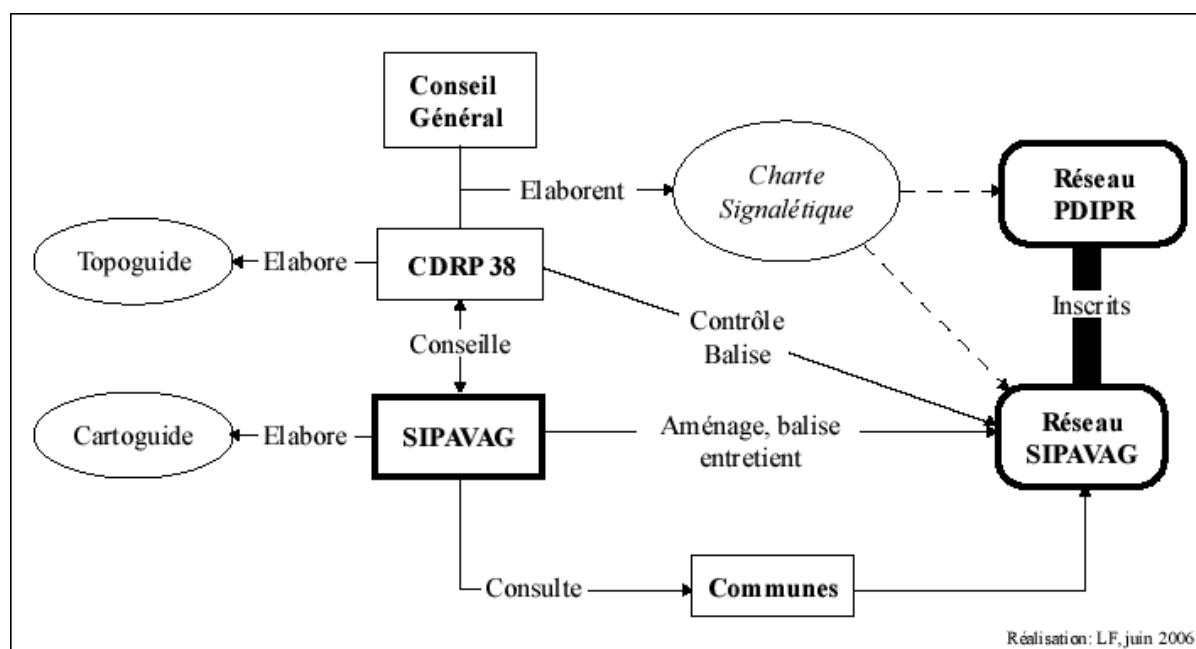 Conseil
Général
Elaborent
Charte
Signalétique
Réseau
PDIPR
Topoguide
Elabore
CDRP 38
Contrôle
Balise
Inscrits
Conseille
Cartoguide
Elabore
SIPAVAG
Aménage, balise
entretient
Réseau
SIPAVAG
Consulte
Communes
Réalisation: LF, juin 2006